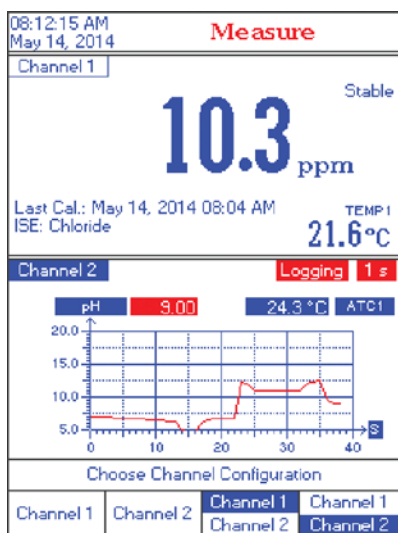 08:12:15 AM
May 14, 2014
Measure
Channel 1
Stable
10.3 ppm
Last Cal.: May 14, 2014 08:04 AM
ISE: Chloride
TEMP1
21.6°C
Channel 2
Logging
1 s
pH
9.00
24.3°C
ATC1
20.0
15.0
10.0
5.0
0
10
20
30
40
S
Choose Channel Configuration
Channel 1
Channel 2
Channel 1
Channel 2
Channel 1
Channel 2